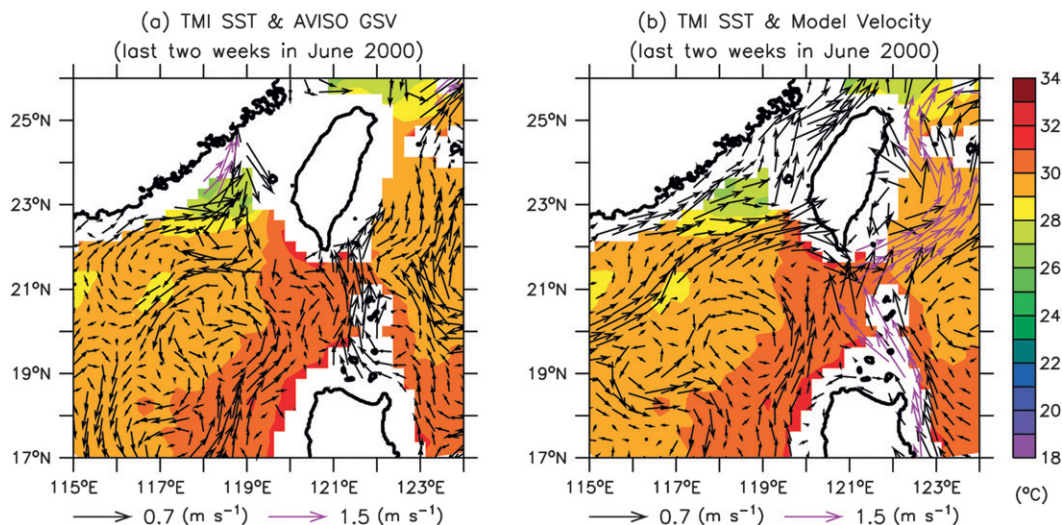 (a) TMI SST & AVISO GSV
(last two weeks in June 2000)
25°N
23°N
21°N
19°N
17°N
115°E 117°E 119°E 121°E 123°E
0.7 (m s⁻¹) 1.5 (m s⁻¹)
(b) TMI SST & Model Velocity
(last two weeks in June 2000)
25°N
23°N
21°N
19°N
17°N
115°E 117°E 119°E 121°E 123°E
0.7 (m s⁻¹) 1.5 (m s⁻¹)
34
32
30
28
26
24
22
20
18
(°C)